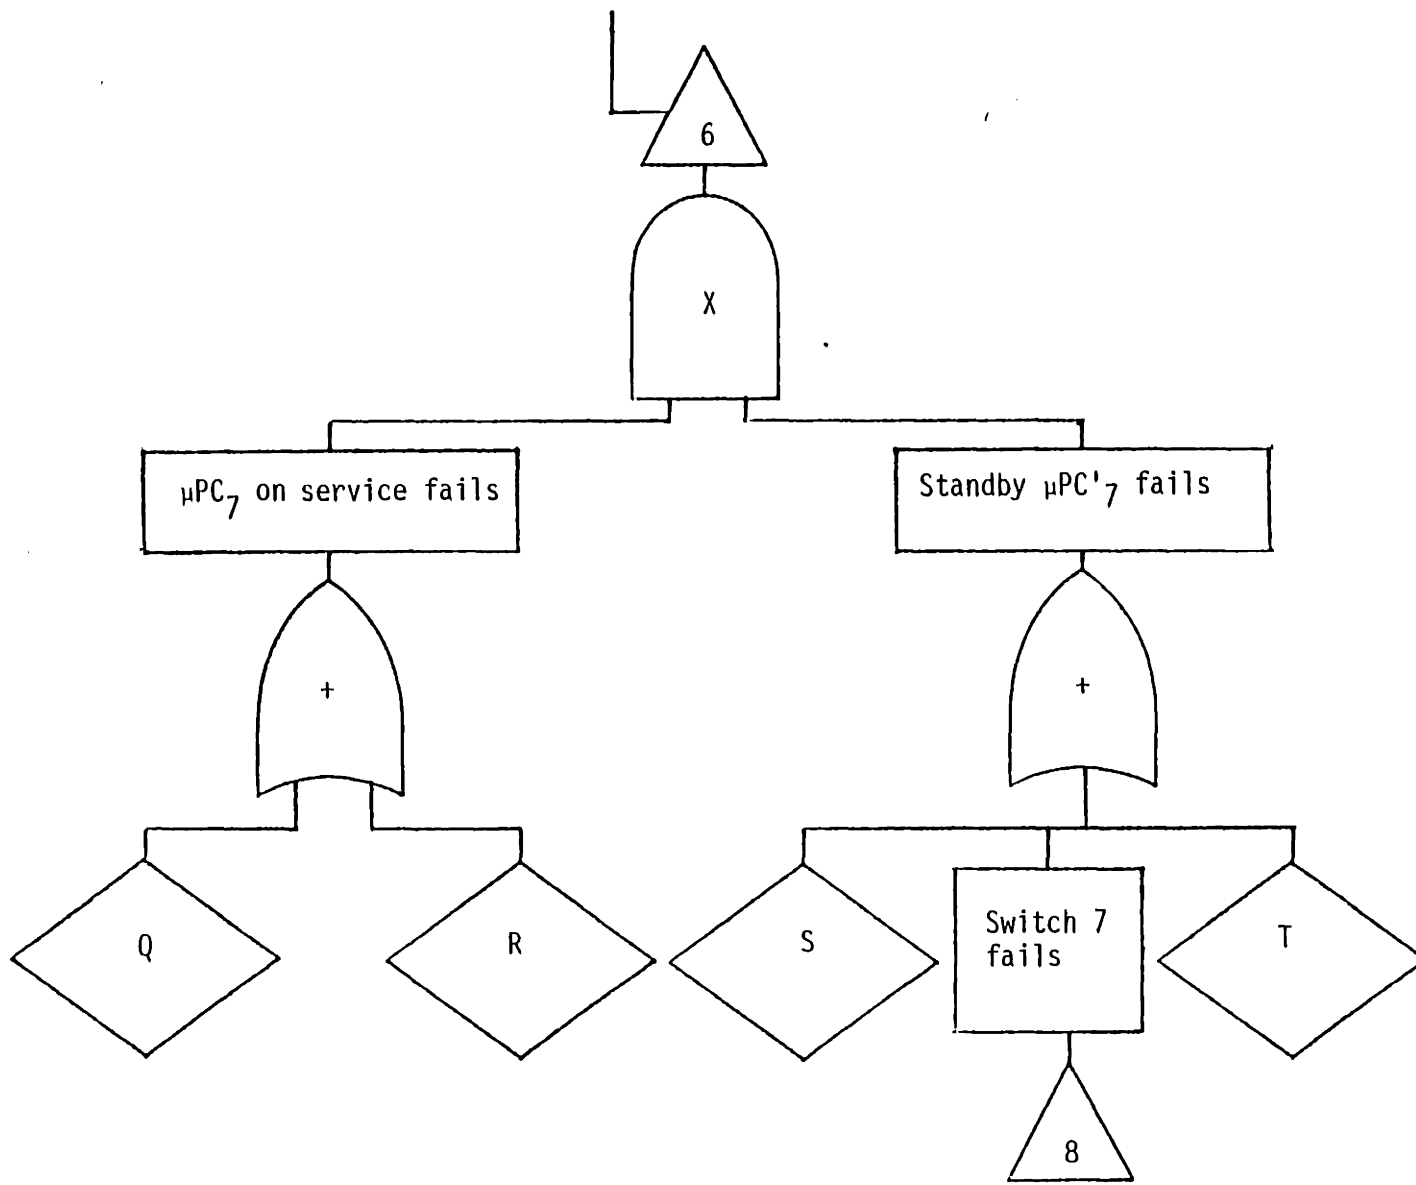 6
X
μPC7 on service fails
Standby μPC'7 fails
+
+
Q
R
S
Switch 7
fails
T
8